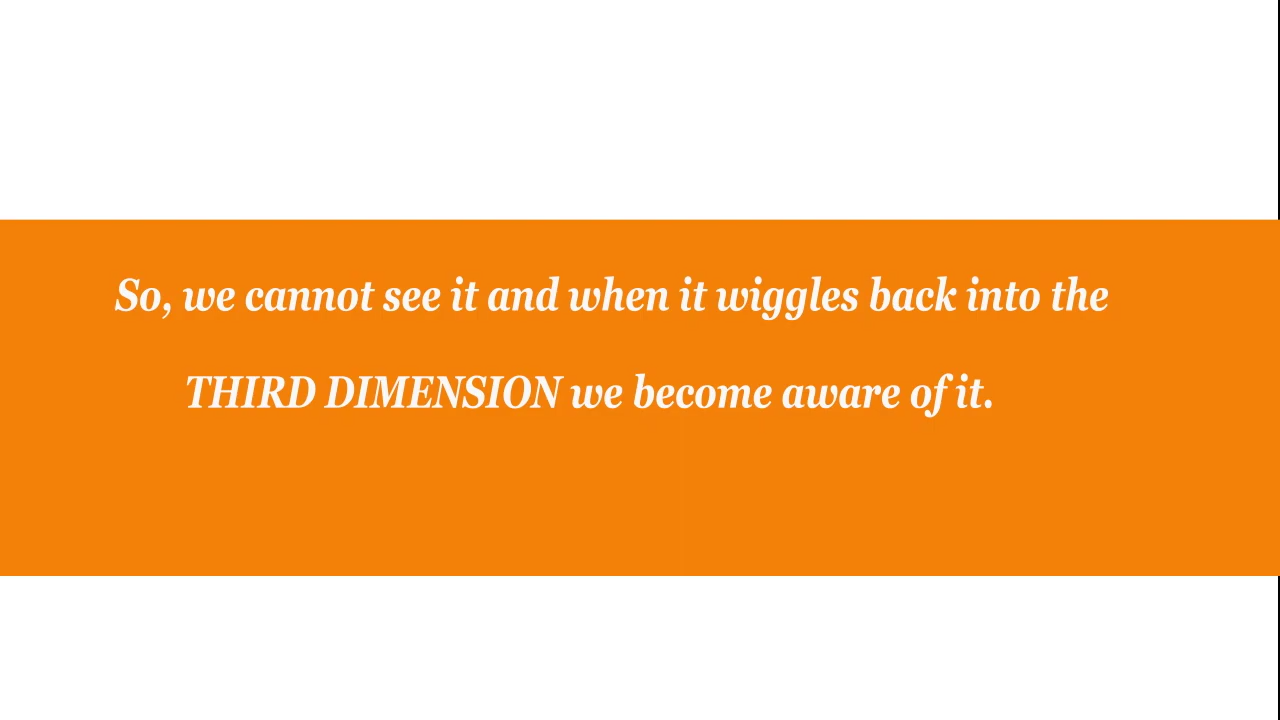 So, we cannot see it and when it wiggles back into the
THIRD DIMENSION we become aware of it.